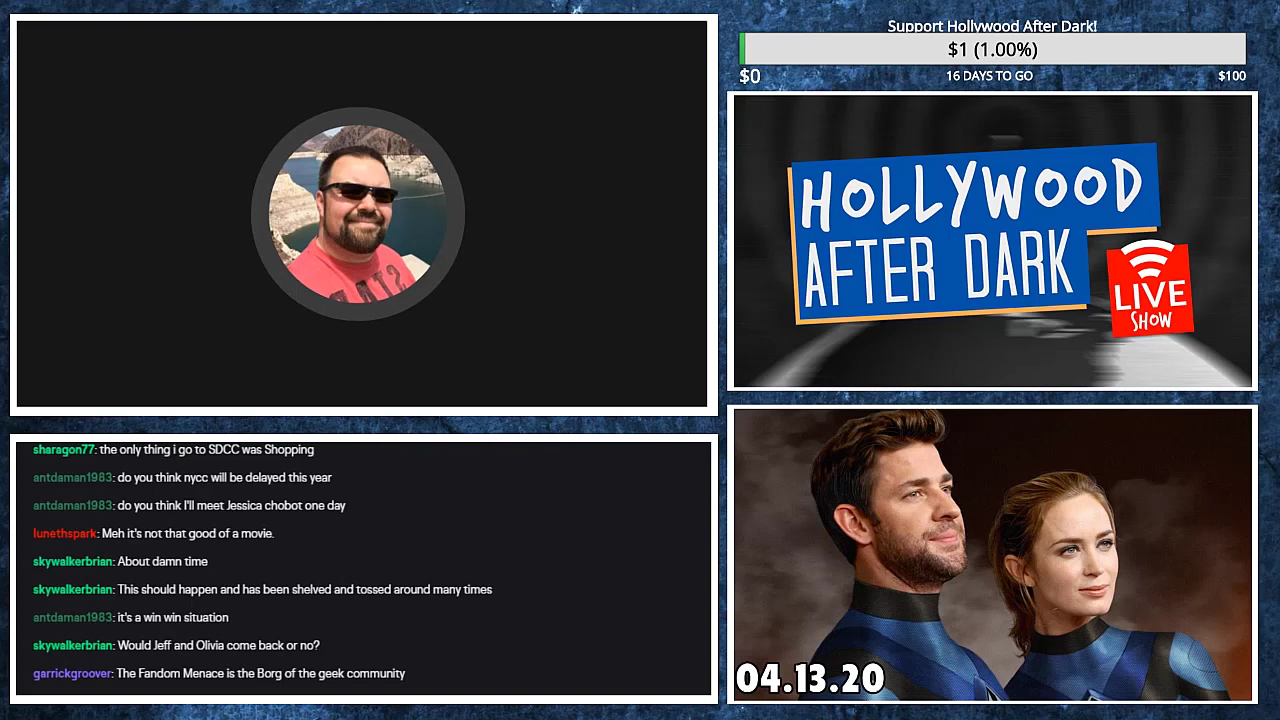 Support Hollywood After Dark!
$1 (1.00%)
$0
16 DAYS TO GO
$100
HOLLYWOOD
AFTER DARK
LIVE
SHOW
sharagon77: the only thing i go to SDCC was Shopping
antdaman1983: do you think nycc will be delayed this year
antdaman1983: do you think I'll meet Jessica chobot one day
lunethspark: Meh it's not that good of a movie.
skywalkerbrian: About damn time
skywalkerbrian: This should happen and has been shelved and tossed around many times
antdaman1983: it's a win win situation
skywalkerbrian: Would Jeff and Olivia come back or no?
garrickgroover: The Fandom Menace is the Borg of the geek community
04.13.20